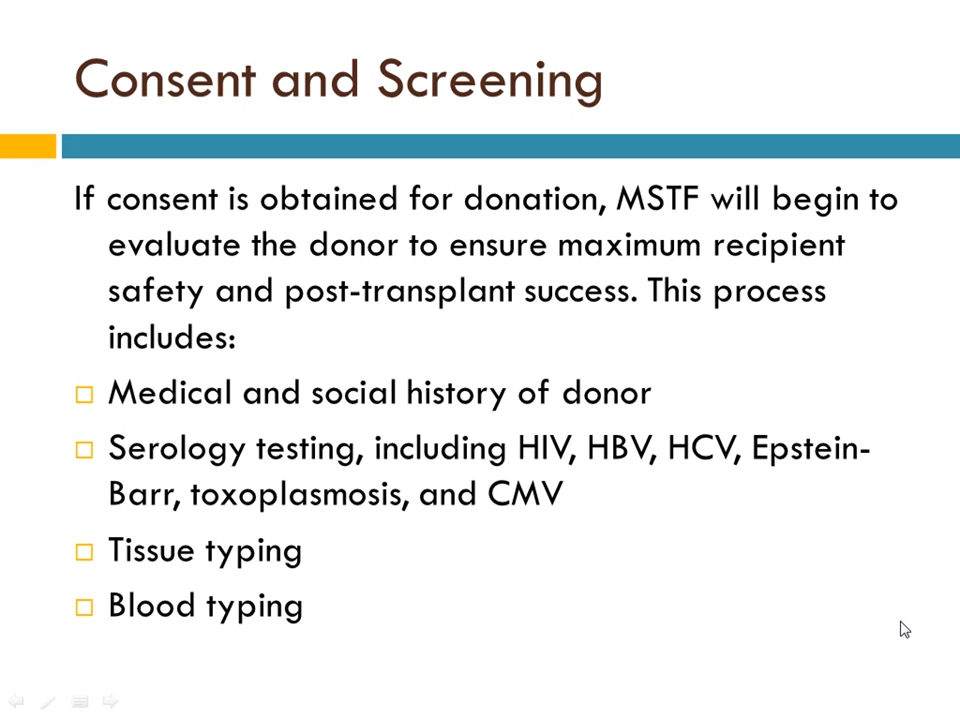 Consent and Screening
If consent is obtained for donation, MSTF will begin to
evaluate the donor to ensure maximum recipient
safety and post-transplant success. This process
includes:
Medical and social history of donor
Serology testing, including HIV, HBV, HCV, Epstein-
Barr, toxoplasmosis, and CMV
Tissue typing
Blood typing